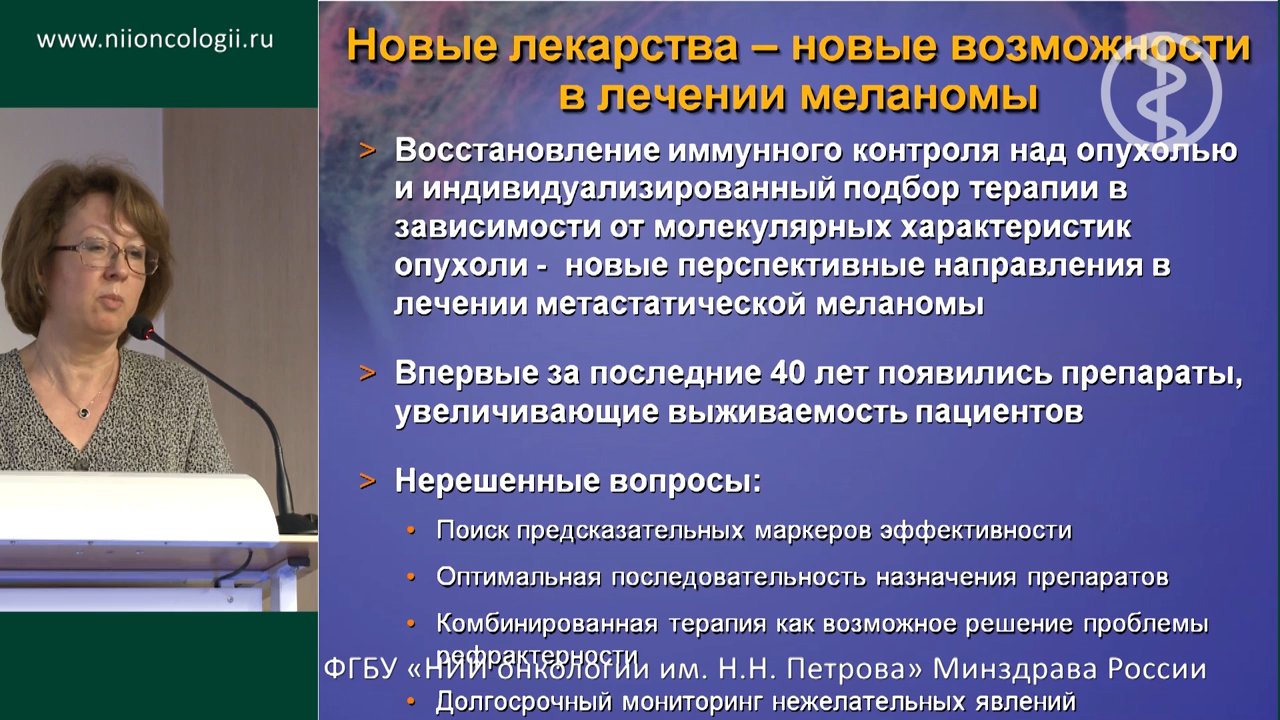 www.niioncologii.ru
Новые лекарства – новые возможности
в лечении меланомы
> Восстановление иммунного контроля над опухолью
и индивидуализированный подбор терапии в
зависимости от молекулярных характеристик
опухоли - новые перспективные направления в
лечении метастатической меланомы
> Впервые за последние 40 лет появились препараты,
увеличивающие выживаемость пациентов
> Нерешенные вопросы:
• Поиск предсказательных маркеров эффективности
• Оптимальная последовательность назначения препаратов
• Комбинированная терапия как возможное решение проблемы
рефрактерности
ФГБУ «НИИ онкологии им. Н.Н. Петрова» Минздрава России
• Долгосрочный мониторинг нежелательных явлений